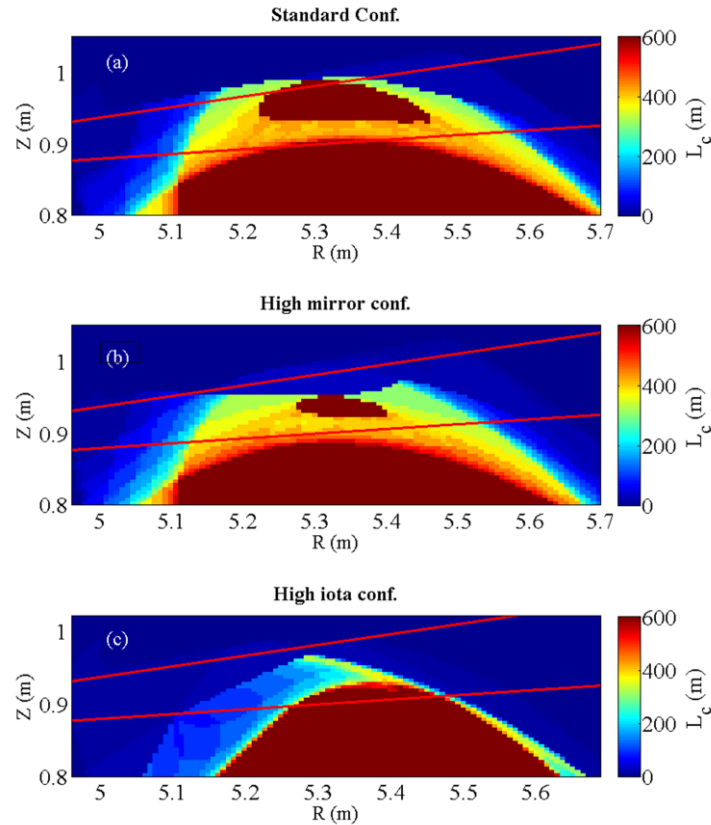 Standard Conf.
(a)
1
0.9
0.8
Z (m)
5 5.1 5.2 5.3 5.4 5.5 5.6 5.7
R (m)
600
400
200
0
L_c (m)
High mirror conf.
(b)
1
0.9
0.8
Z (m)
5 5.1 5.2 5.3 5.4 5.5 5.6 5.7
R (m)
600
400
200
0
L_c (m)
High iota conf.
(c)
1
0.9
0.8
Z (m)
5 5.1 5.2 5.3 5.4 5.5 5.6
R (m)
600
400
200
0
L_c (m)